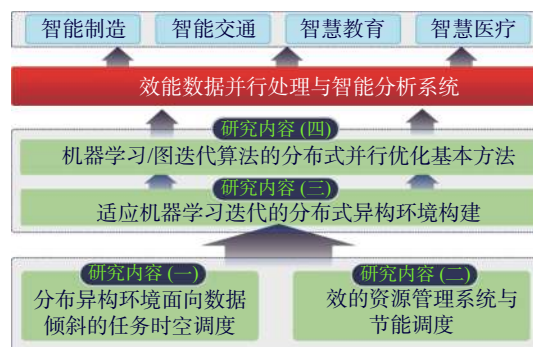 智能制造 智能交通 智慧教育 智慧医疗
效能数据并行处理与智能分析系统
研究内容 (四)
机器学习/图迭代算法的分布式并行优化基本方法
研究内容 (三)
适应机器学习迭代的分布式异构环境构建
研究内容 (一)
分布异构环境面向数据
倾斜的任务时空调度
研究内容 (二)
效的资源管理系统与
节能调度